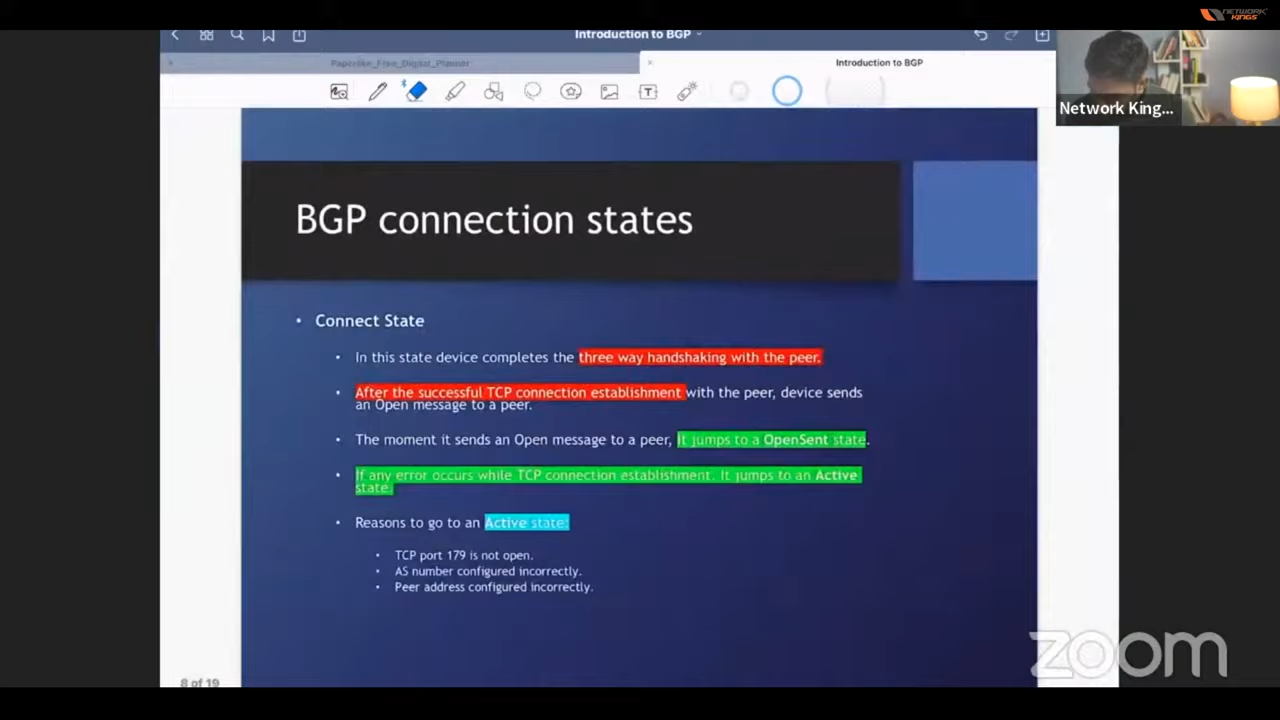 NETWORK KINGS
Introduction to BGP
Paperlike_Free_Digital_Planner
Introduction to BGP
Network King...
BGP connection states
• Connect State
• In this state device completes the three way handshaking with the peer.
• After the successful TCP connection establishment with the peer, device sends
an Open message to a peer.
• The moment it sends an Open message to a peer, It jumps to a OpenSent state.
• If any error occurs while TCP connection establishment. It jumps to an Active
state.
• Reasons to go to an Active state:
• TCP port 179 is not open.
• AS number configured incorrectly.
• Peer address configured incorrectly.
8 of 19
zoom